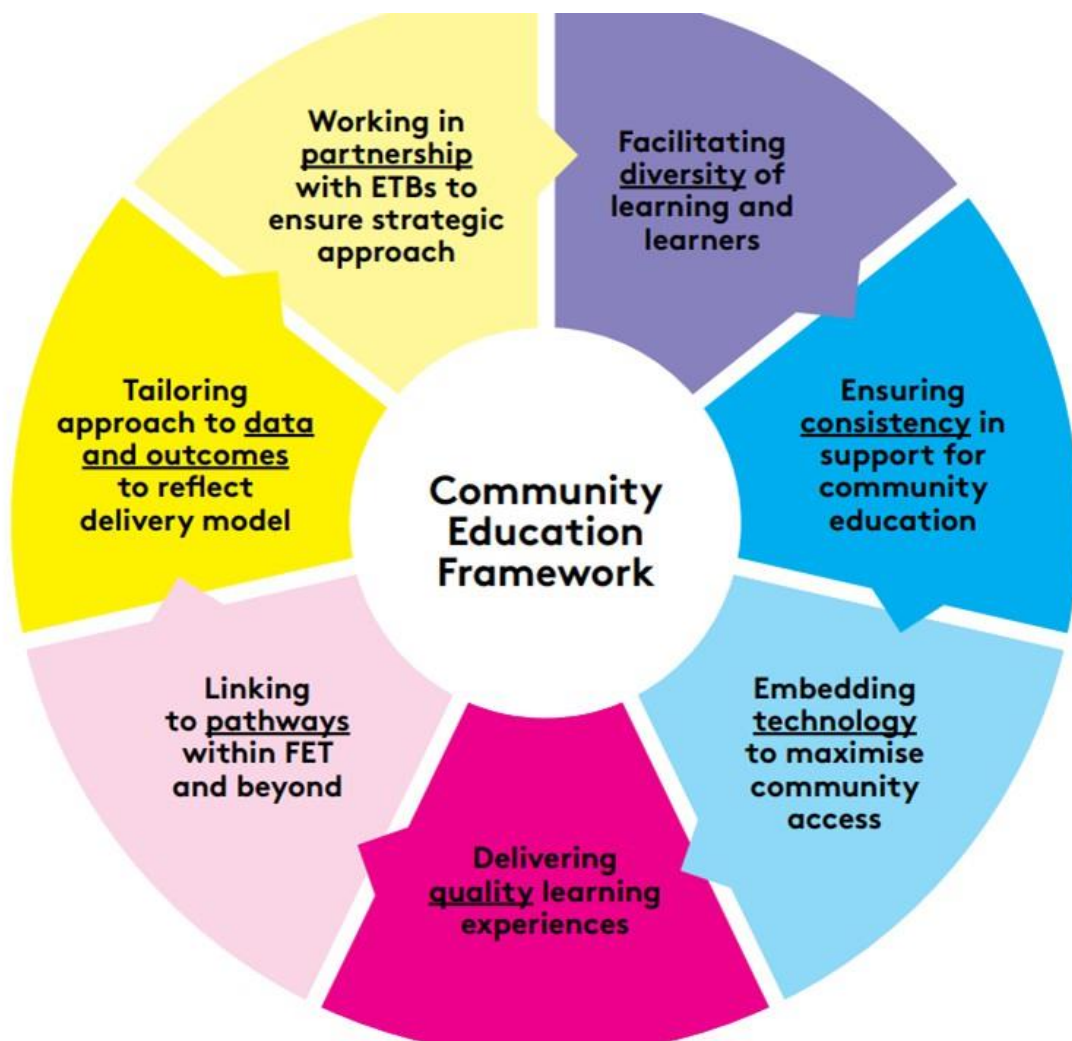 Community
Education
Framework
Facilitating
diversity of
learning and
learners
Ensuring
consistency in
support for
community
education
Embedding
technology
to maximise
community
access
Delivering
quality learning
experiences
Linking
to pathways
within FET
and beyond
Tailoring
approach to data
and outcomes
to reflect
delivery model
Working in
partnership
with ETBs to
ensure strategic
approach